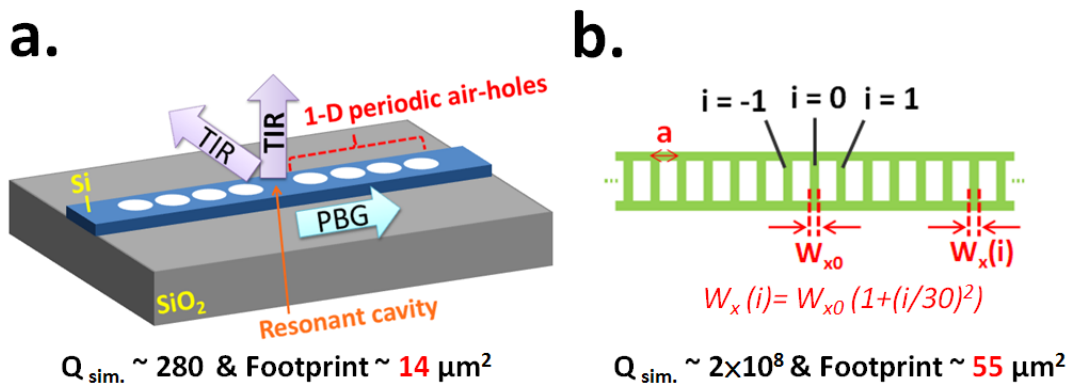 a.
1-D periodic air-holes
TIR
TIR
Si
PBG
SiO₂
Resonant cavity
Q sim. ~ 280 & Footprint ~ 14 μm²
b.
i = -1 i = 0 i = 1
a
...
...
Wx0
Wx(i)
Wx (i)= Wx0 (1+(i/30)²)
Q sim. ~ 2×10⁸ & Footprint ~ 55 μm²